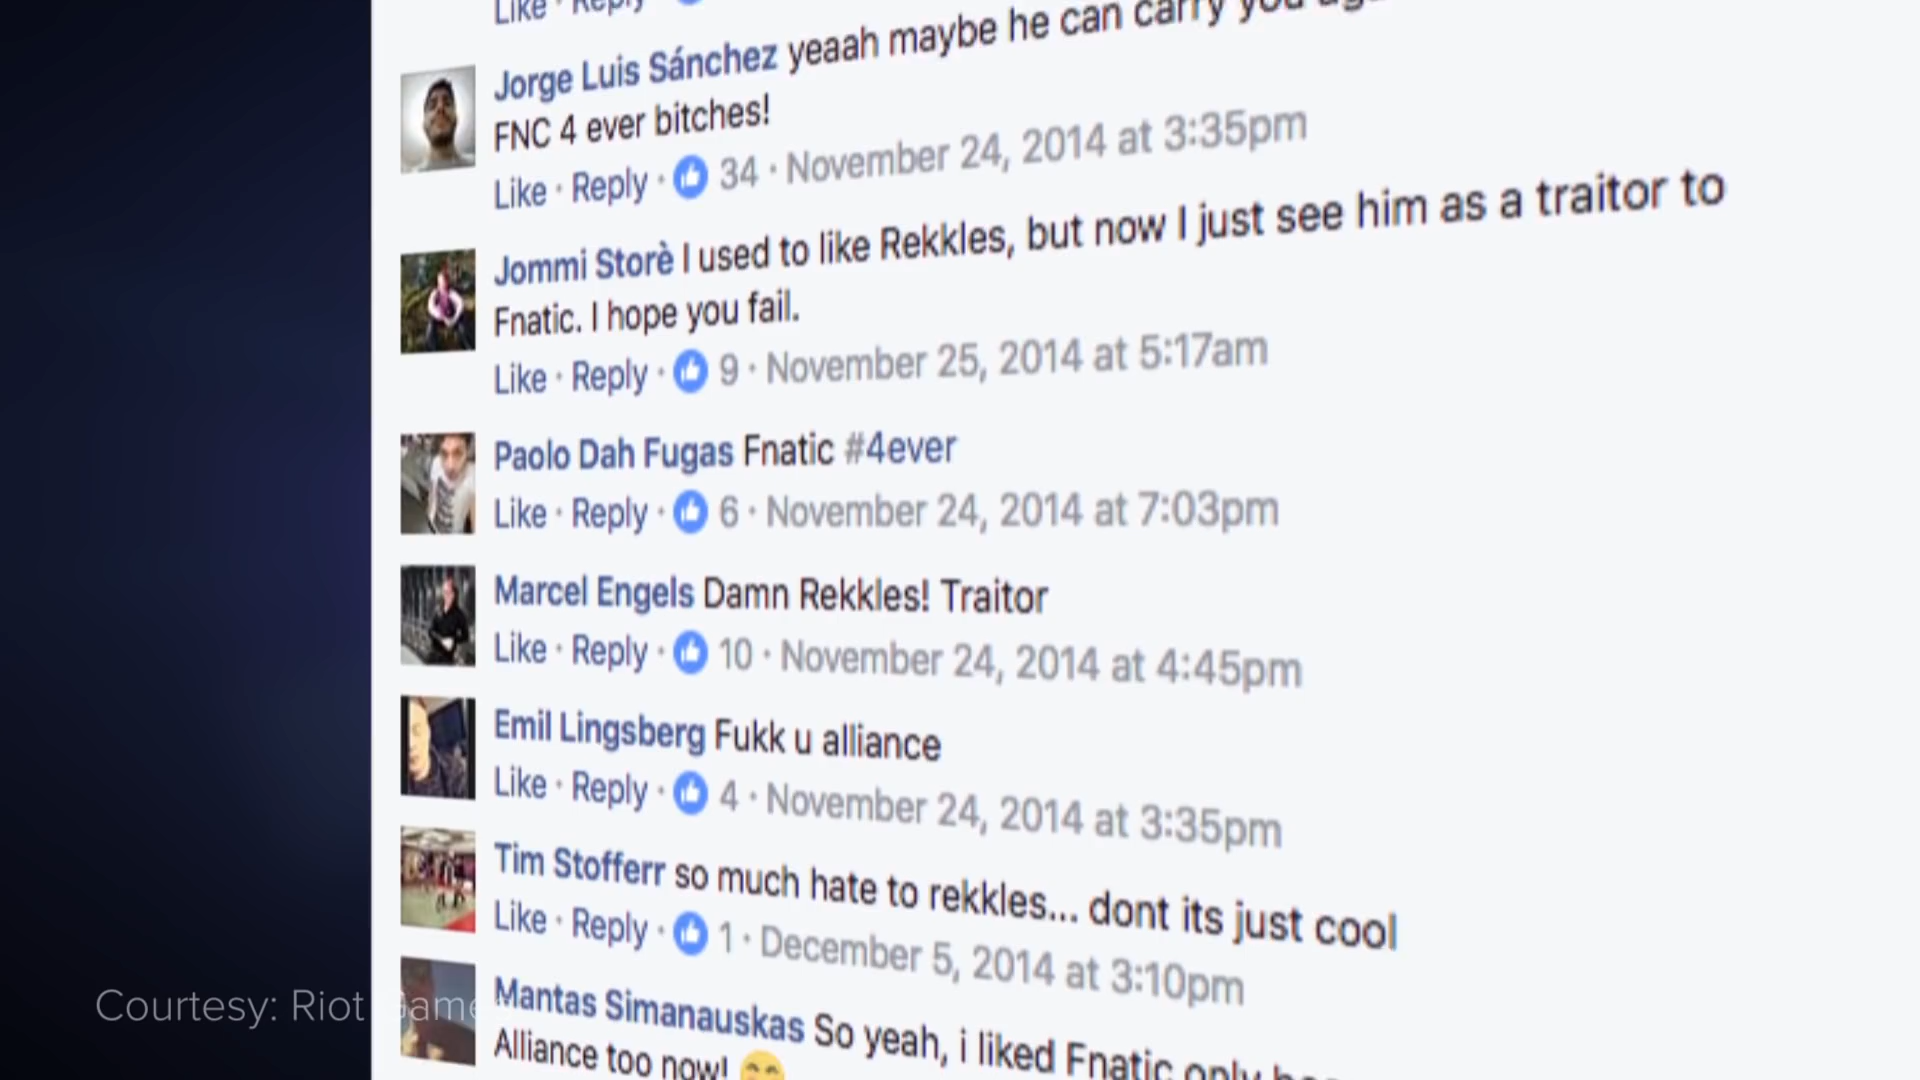 Like · Reply
Jorge Luis Sánchez yeaah maybe he can carry you
FNC 4 ever bitches!
Like · Reply · 34 · November 24, 2014 at 3:35pm
Jommi Storè I used to like Rekkles, but now I just see him as a traitor to
Fnatic. I hope you fail.
Like · Reply · 9 · November 25, 2014 at 5:17am
Paolo Dah Fugas Fnatic #4ever
Like · Reply · 6 · November 24, 2014 at 7:03pm
Marcel Engels Damn Rekkles! Traitor
Like · Reply · 10 · November 24, 2014 at 4:45pm
Emil Lingsberg Fukk u alliance
Like · Reply · 4 · November 24, 2014 at 3:35pm
Tim Stofferr so much hate to rekkles... dont its just cool
Like · Reply · 1 · December 5, 2014 at 3:10pm
Mantas Simanauskas So yeah, i liked Fnatic only
Alliance too now! 😊
Courtesy: Riot Games